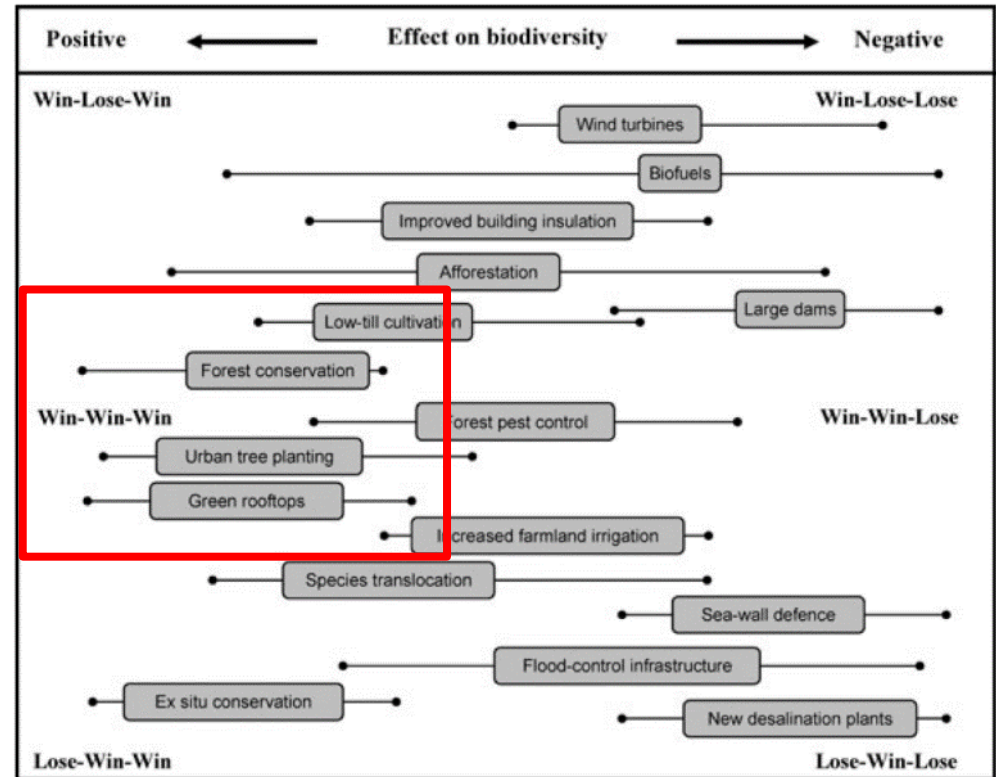 Positive Effect on biodiversity Negative
Win-Lose-Win Win-Lose-Lose
Wind turbines
Biofuels
Improved building insulation
Afforestation
Large dams
Low-till cultivation
Forest conservation
Win-Win-Win Forest pest control Win-Win-Lose
Urban tree planting
Green rooftops
Increased farmland irrigation
Species translocation
Sea-wall defence
Flood-control infrastructure
Ex situ conservation
New desalination plants
Lose-Win-Win Lose-Win-Lose